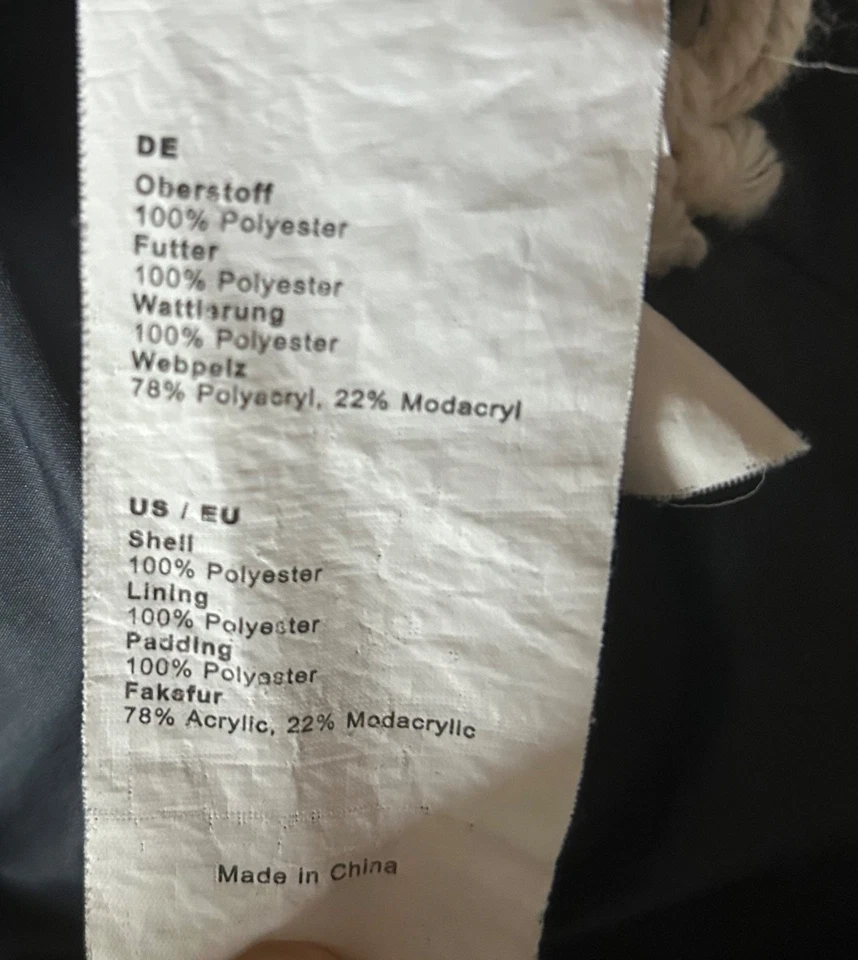 DE
Oberstoff
100% Polyester
Futter
100% Polyester
Wattierung
100% Polyester
Webpelz
78% Polyacryl, 22% Modacryl
US / EU
Shell
100% Polyester
Lining
100% Polyester
Padding
100% Polyester
Fakefur
78% Acrylic, 22% Modacrylic
Made in China